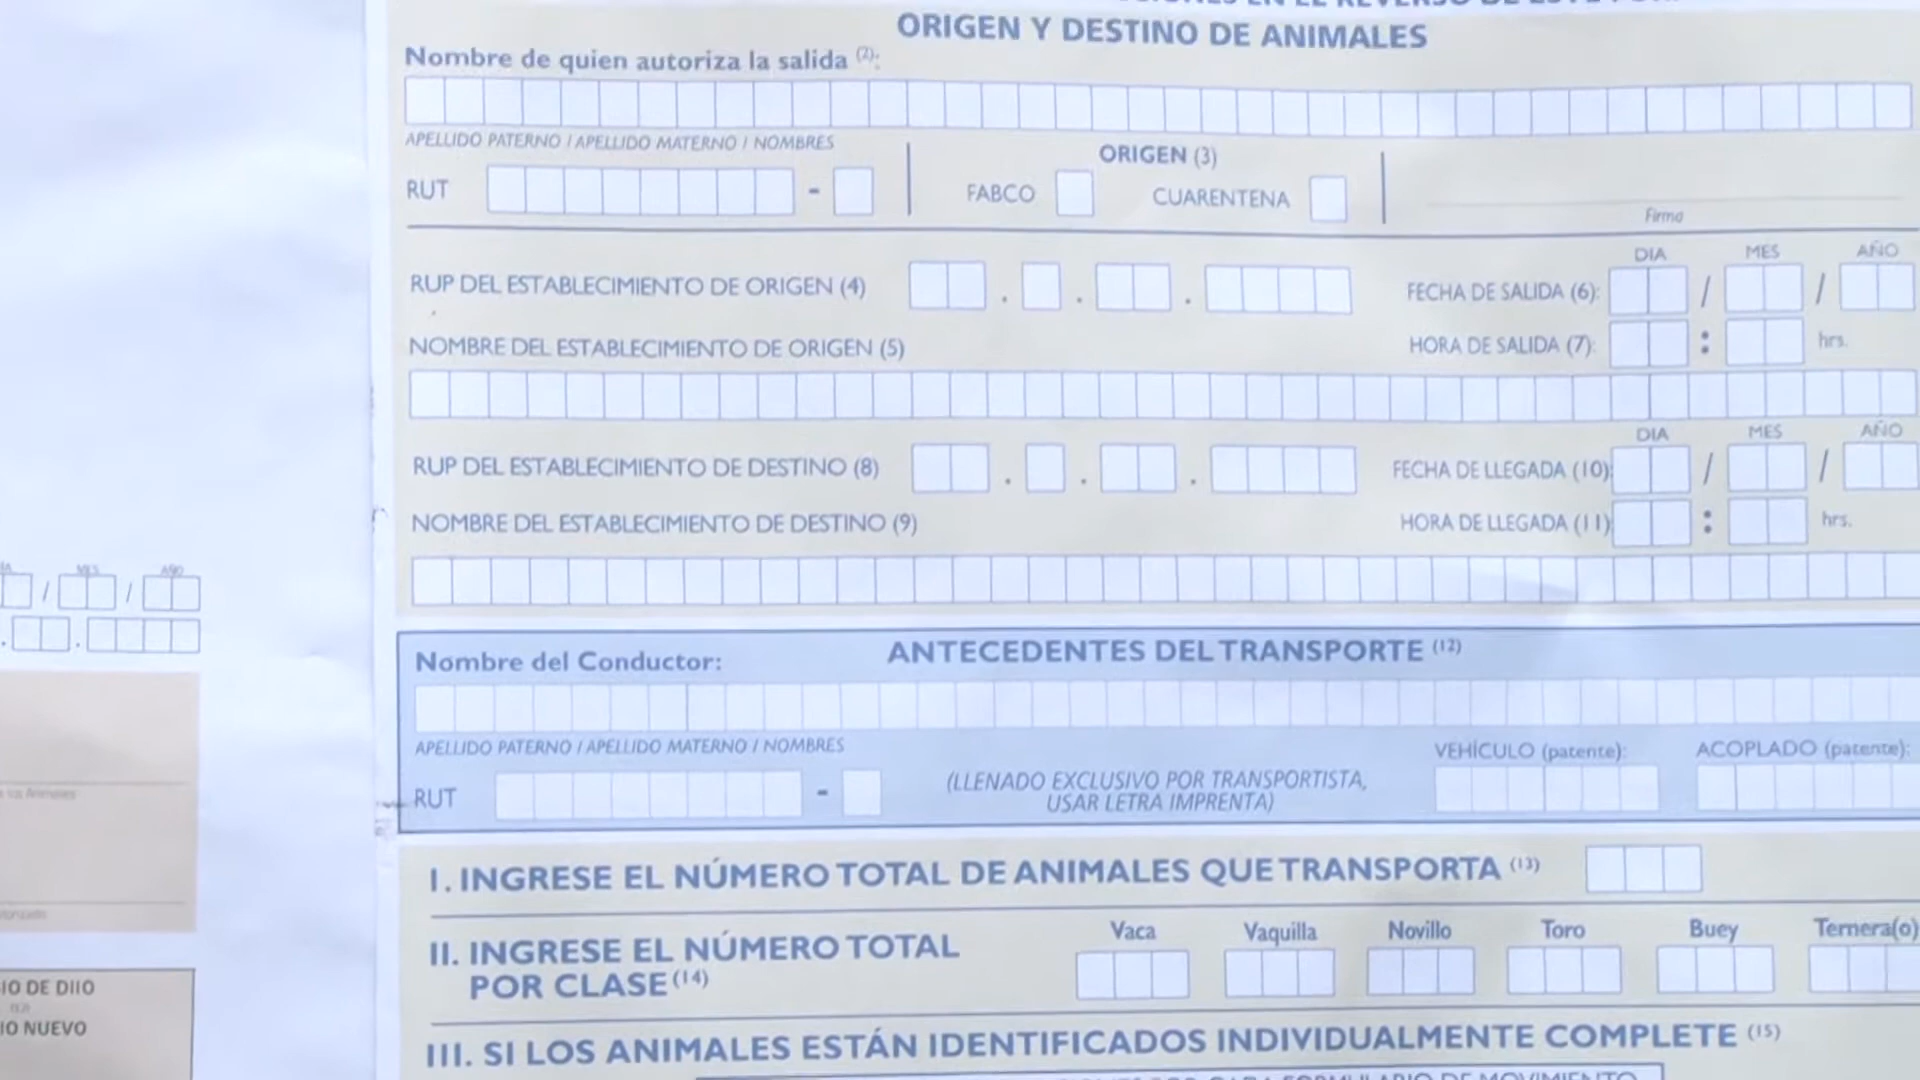 ORIGEN Y DESTINO DE ANIMALES
Nombre de quien autoriza la salida (2):
APELLIDO PATERNO / APELLIDO MATERNO / NOMBRES
ORIGEN (3)
RUT - FABCO CUARENTENA
Firma
DIA MES AÑO
RUP DEL ESTABLECIMIENTO DE ORIGEN (4) . . . FECHA DE SALIDA (6): / /
NOMBRE DEL ESTABLECIMIENTO DE ORIGEN (5) HORA DE SALIDA (7): : hrs.
DIA MES AÑO
RUP DEL ESTABLECIMIENTO DE DESTINO (8) . . . FECHA DE LLEGADA (10): / /
NOMBRE DEL ESTABLECIMIENTO DE DESTINO (9) HORA DE LLEGADA (11) : hrs.
MES AÑO
/ /
. .
ANTECEDENTES DEL TRANSPORTE (12)
Nombre del Conductor:
APELLIDO PATERNO / APELLIDO MATERNO / NOMBRES
VEHÍCULO (patente): ACOPLADO (patente):
RUT - (LLENADO EXCLUSIVO POR TRANSPORTISTA,
USAR LETRA IMPRENTA)
I. INGRESE EL NÚMERO TOTAL DE ANIMALES QUE TRANSPORTA (13)
Vaca Vaquilla Novillo Toro Buey Ternera(o)
II. INGRESE EL NÚMERO TOTAL
POR CLASE (14)
III. SI LOS ANIMALES ESTÁN IDENTIFICADOS INDIVIDUALMENTE COMPLETE (15)
IO DE DIIO
IO NUEVO